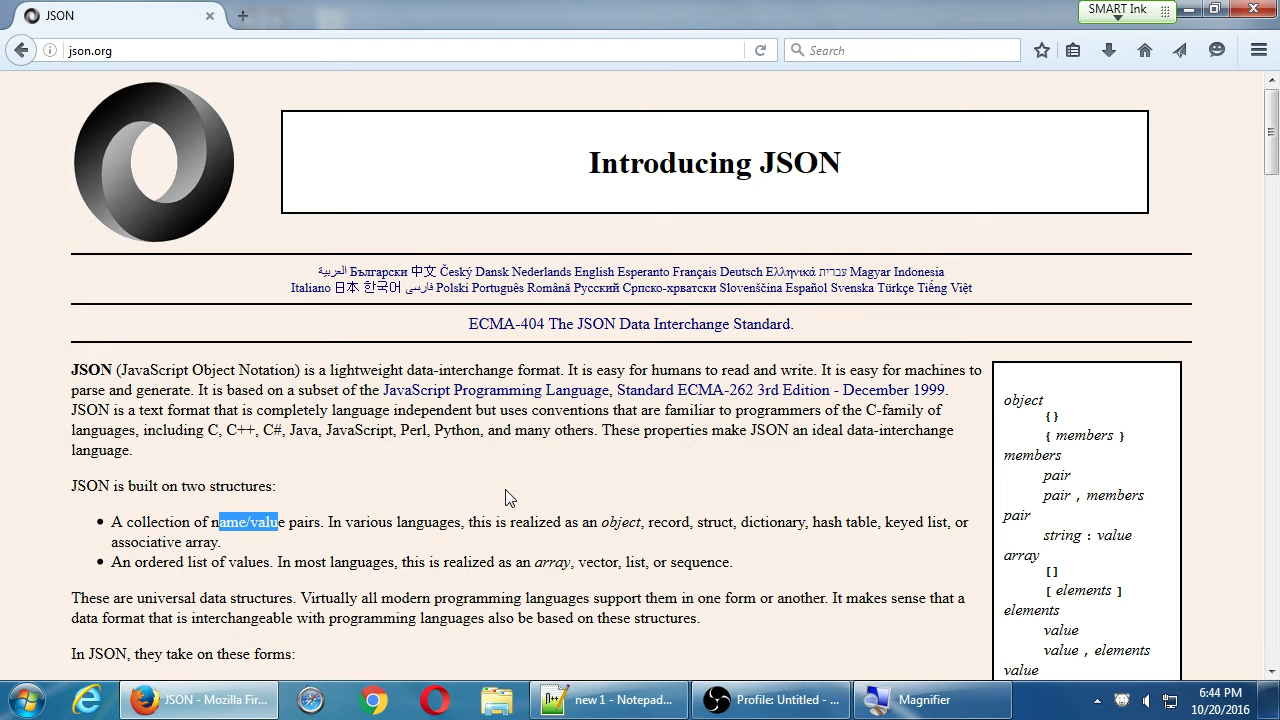 JSON
SMART Ink
json.org
Search
Introducing JSON
العربية Български 中文 Český Dansk Nederlands English Esperanto Français Deutsch Ελληνικά עברית Magyar Indonesia
Italiano 日本 한국어 فارسی Polski Português Română Русский Српско-хрватски Slovenščina Español Svenska Türkçe Tiếng Việt
ECMA-404 The JSON Data Interchange Standard.
JSON (JavaScript Object Notation) is a lightweight data-interchange format. It is easy for humans to read and write. It is easy for machines to
parse and generate. It is based on a subset of the JavaScript Programming Language, Standard ECMA-262 3rd Edition - December 1999.
JSON is a text format that is completely language independent but uses conventions that are familiar to programmers of the C-family of
languages, including C, C++, C#, Java, JavaScript, Perl, Python, and many others. These properties make JSON an ideal data-interchange
language.
JSON is built on two structures:
• A collection of name/value pairs. In various languages, this is realized as an object, record, struct, dictionary, hash table, keyed list, or
associative array.
• An ordered list of values. In most languages, this is realized as an array, vector, list, or sequence.
These are universal data structures. Virtually all modern programming languages support them in one form or another. It makes sense that a
data format that is interchangeable with programming languages also be based on these structures.
In JSON, they take on these forms:
object
{}
{ members }
members
pair
pair , members
pair
string : value
array
[]
[ elements ]
elements
value
value , elements
value
JSON - Mozilla Fir...
new 1 - Notepad...
Profile: Untitled - ...
Magnifier
6:44 PM
10/20/2016